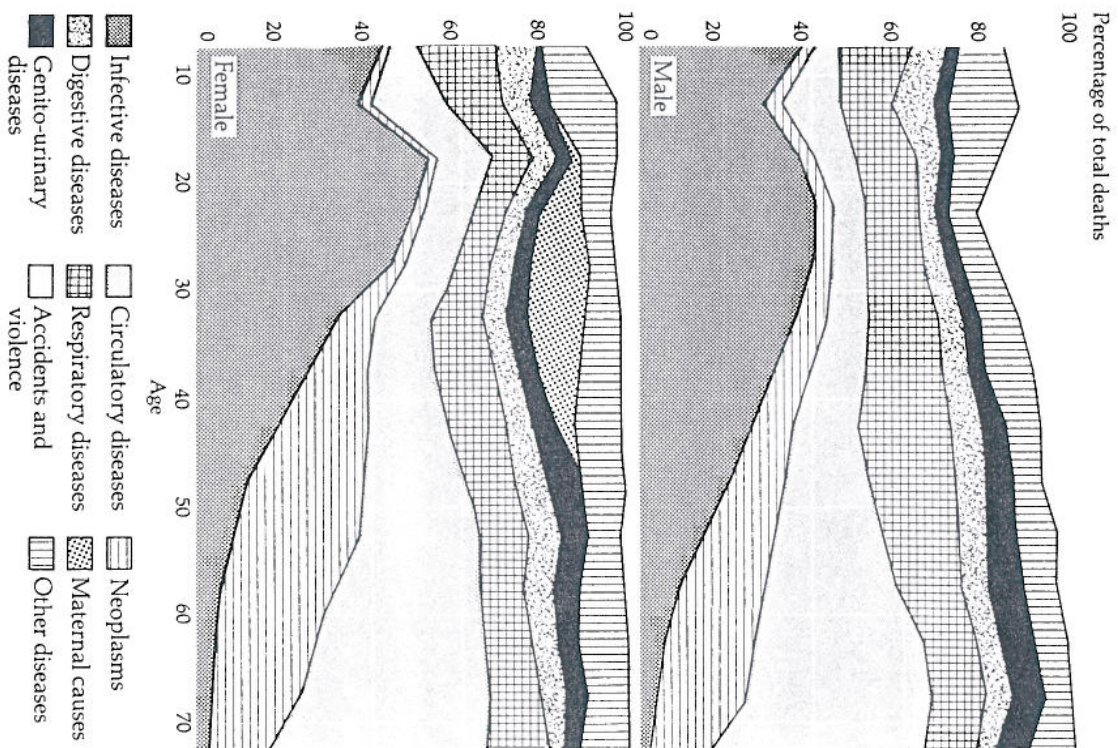 Percentage of total deaths
100
80
60
40
20
0
Male
100
80
60
40
20
0
Female
10
20
30
40
50
60
70
Age
Infective diseases
Circulatory diseases
Neoplasms
Digestive diseases
Respiratory diseases
Maternal causes
Genito-urinary
diseases
Accidents and
violence
Other diseases